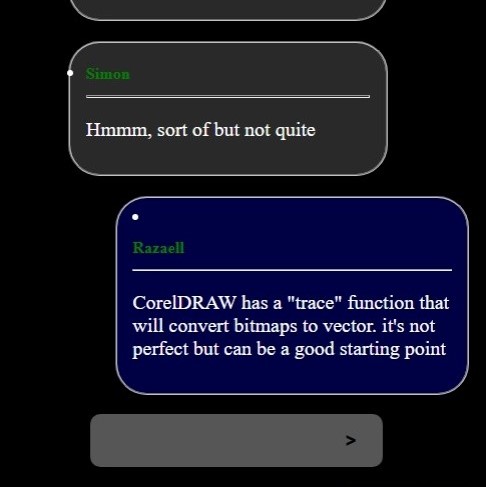 Simon
Hmmm, sort of but not quite
Razaell
CorelDRAW has a "trace" function that
will convert bitmaps to vector. it's not
perfect but can be a good starting point
>